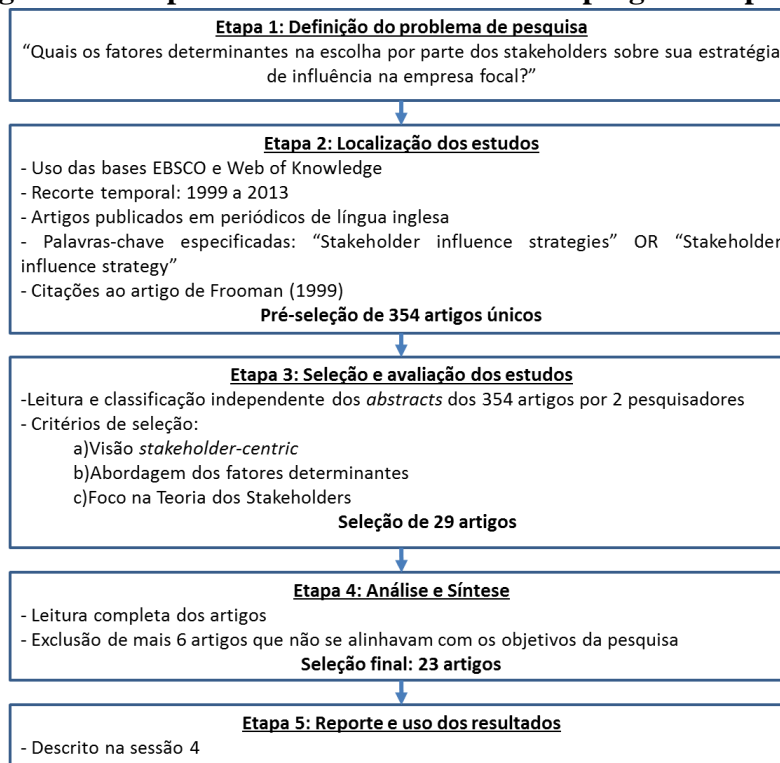 Etapa 1: Definição do problema de pesquisa
“Quais os fatores determinantes na escolha por parte dos stakeholders sobre sua estratégia
de influência na empresa focal?”
Etapa 2: Localização dos estudos
- Uso das bases EBSCO e Web of Knowledge
- Recorte temporal: 1999 a 2013
- Artigos publicados em periódicos de língua inglesa
- Palavras-chave especificadas: “Stakeholder influence strategies” OR “Stakeholder
influence strategy”
- Citações ao artigo de Frooman (1999)
Pré-seleção de 354 artigos únicos
Etapa 3: Seleção e avaliação dos estudos
-Leitura e classificação independente dos abstracts dos 354 artigos por 2 pesquisadores
- Critérios de seleção:
a)Visão stakeholder-centric
b)Abordagem dos fatores determinantes
c)Foco na Teoria dos Stakeholders
Seleção de 29 artigos
Etapa 4: Análise e Síntese
- Leitura completa dos artigos
- Exclusão de mais 6 artigos que não se alinhavam com os objetivos da pesquisa
Seleção final: 23 artigos
Etapa 5: Reporte e uso dos resultados
- Descrito na sessão 4